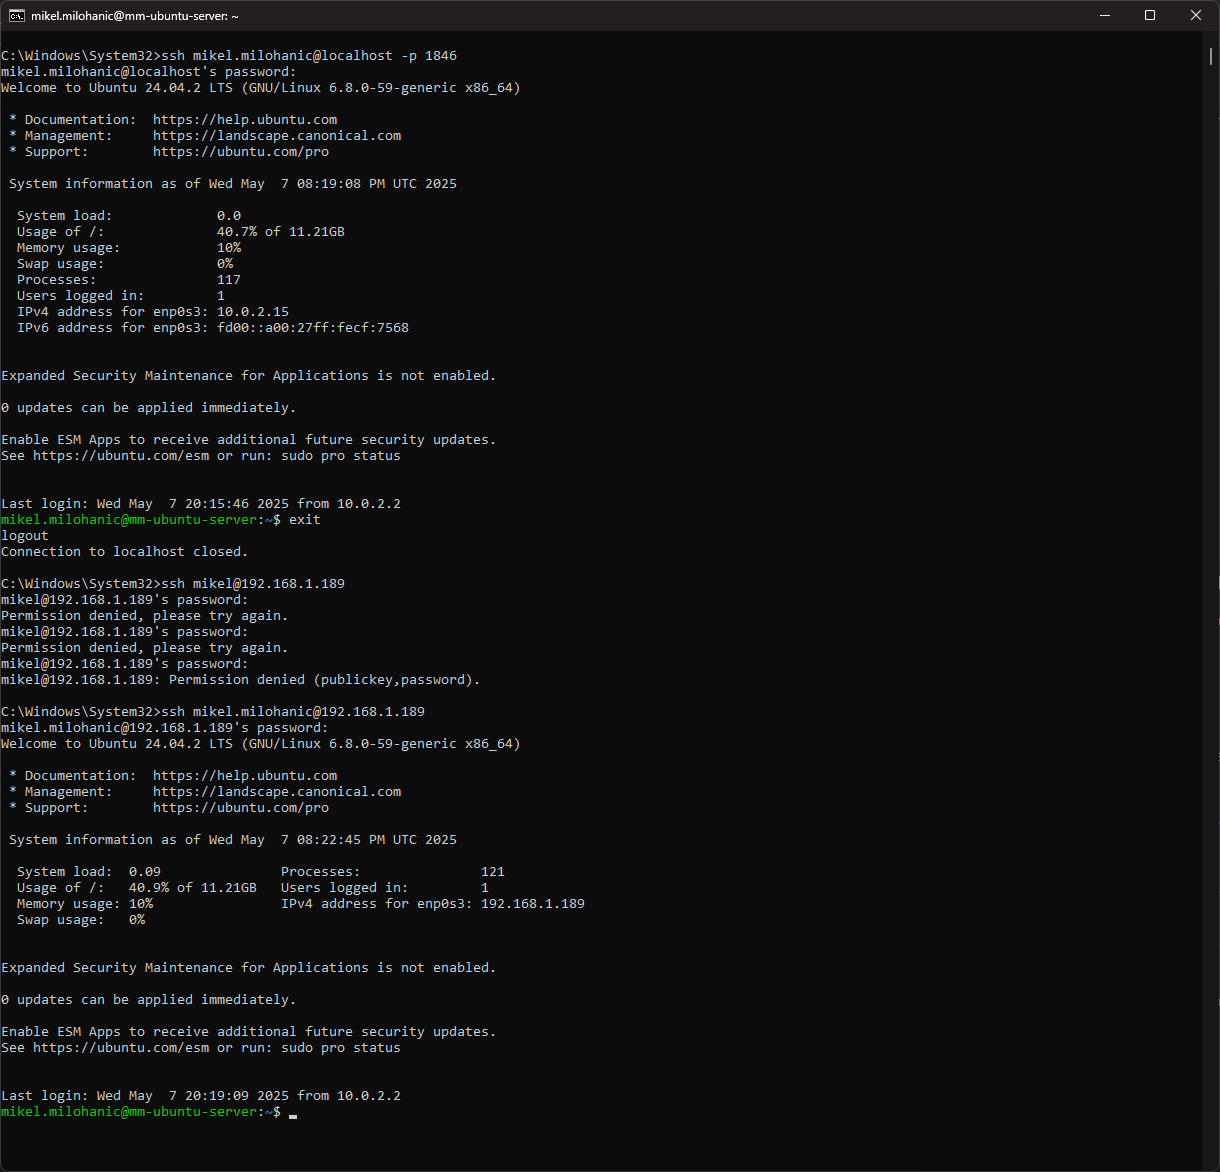 mikel.milohanic@mm-ubuntu-server: ~
C:\Windows\System32>ssh mikel.milohanic@localhost -p 1846
mikel.milohanic@localhost's password:
Welcome to Ubuntu 24.04.2 LTS (GNU/Linux 6.8.0-59-generic x86_64)
* Documentation:  https://help.ubuntu.com
* Management:     https://landscape.canonical.com
* Support:        https://ubuntu.com/pro
System information as of Wed May  7 08:19:08 PM UTC 2025
System load:             0.0
Usage of /:              40.7% of 11.21GB
Memory usage:            10%
Swap usage:              0%
Processes:               117
Users logged in:         1
IPv4 address for enp0s3: 10.0.2.15
IPv6 address for enp0s3: fd00::a00:27ff:fecf:7568
Expanded Security Maintenance for Applications is not enabled.
0 updates can be applied immediately.
Enable ESM Apps to receive additional future security updates.
See https://ubuntu.com/esm or run: sudo pro status
Last login: Wed May  7 20:15:46 2025 from 10.0.2.2
mikel.milohanic@mm-ubuntu-server:~$ exit
logout
Connection to localhost closed.
C:\Windows\System32>ssh mikel@192.168.1.189
mikel@192.168.1.189's password:
Permission denied, please try again.
mikel@192.168.1.189's password:
Permission denied, please try again.
mikel@192.168.1.189's password:
mikel@192.168.1.189: Permission denied (publickey,password).
C:\Windows\System32>ssh mikel.milohanic@192.168.1.189
mikel.milohanic@192.168.1.189's password:
Welcome to Ubuntu 24.04.2 LTS (GNU/Linux 6.8.0-59-generic x86_64)
* Documentation:  https://help.ubuntu.com
* Management:     https://landscape.canonical.com
* Support:        https://ubuntu.com/pro
System information as of Wed May  7 08:22:45 PM UTC 2025
System load:  0.09               Processes:               121
Usage of /:   40.9% of 11.21GB   Users logged in:         1
Memory usage: 10%                IPv4 address for enp0s3: 192.168.1.189
Swap usage:   0%
Expanded Security Maintenance for Applications is not enabled.
0 updates can be applied immediately.
Enable ESM Apps to receive additional future security updates.
See https://ubuntu.com/esm or run: sudo pro status
Last login: Wed May  7 20:19:09 2025 from 10.0.2.2
mikel.milohanic@mm-ubuntu-server:~$